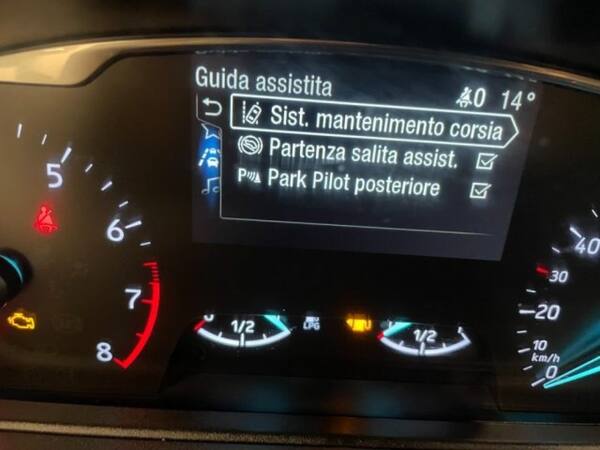 Guida assistita
0 14°
Sist. mantenimento corsia
Partenza salita assist.
P Park Pilot posteriore
5
6
7
8
1/2
LPG
1/2
40
30
20
10
km/h
0